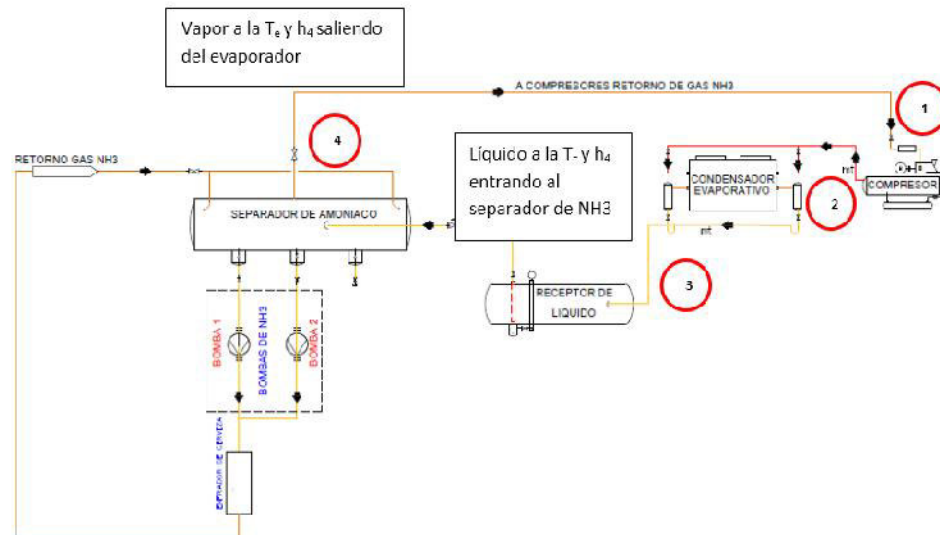 Vapor a la Te y h4 saliendo
del evaporador
A COMPRESORES RETORNO DE GAS NH3
1
4
RETORNO GAS NH3
Líquido a la T- y h4
entrando al
separador de NH3
CONDENSADOR
EVAPORATIVO
mt
COMPRESOR
2
SEPARADOR DE AMONIACO
mt
3
RECEPTOR DE
LIQUIDO
BOMBA 1
BOMBAS DE NH3
BOMBA 2
ENFRIADOR DE CERVEZA